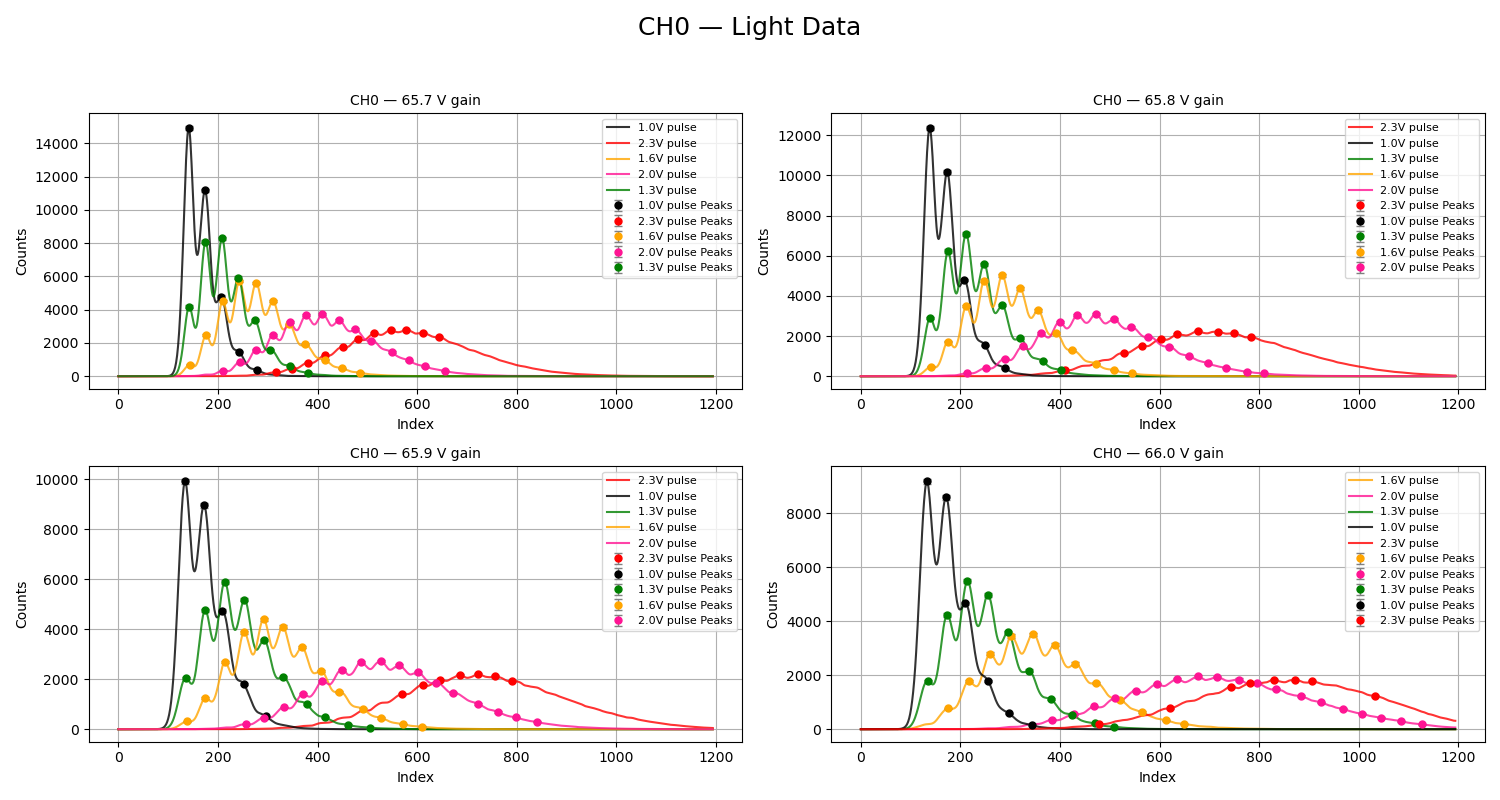 CH0 — Light Data
CH0 — 65.7 V gain
Counts
14000
12000
10000
8000
6000
4000
2000
0
0 200 400 600 800 1000 1200
Index
1.0V pulse
2.3V pulse
1.6V pulse
2.0V pulse
1.3V pulse
1.0V pulse Peaks
2.3V pulse Peaks
1.6V pulse Peaks
2.0V pulse Peaks
1.3V pulse Peaks
CH0 — 65.8 V gain
Counts
12000
10000
8000
6000
4000
2000
0
0 200 400 600 800 1000 1200
Index
2.3V pulse
1.0V pulse
1.3V pulse
1.6V pulse
2.0V pulse
2.3V pulse Peaks
1.0V pulse Peaks
1.3V pulse Peaks
1.6V pulse Peaks
2.0V pulse Peaks
CH0 — 65.9 V gain
Counts
10000
8000
6000
4000
2000
0
0 200 400 600 800 1000 1200
Index
2.3V pulse
1.0V pulse
1.3V pulse
1.6V pulse
2.0V pulse
2.3V pulse Peaks
1.0V pulse Peaks
1.3V pulse Peaks
1.6V pulse Peaks
2.0V pulse Peaks
CH0 — 66.0 V gain
Counts
8000
6000
4000
2000
0
0 200 400 600 800 1000 1200
Index
1.6V pulse
2.0V pulse
1.3V pulse
1.0V pulse
2.3V pulse
1.6V pulse Peaks
2.0V pulse Peaks
1.3V pulse Peaks
1.0V pulse Peaks
2.3V pulse Peaks